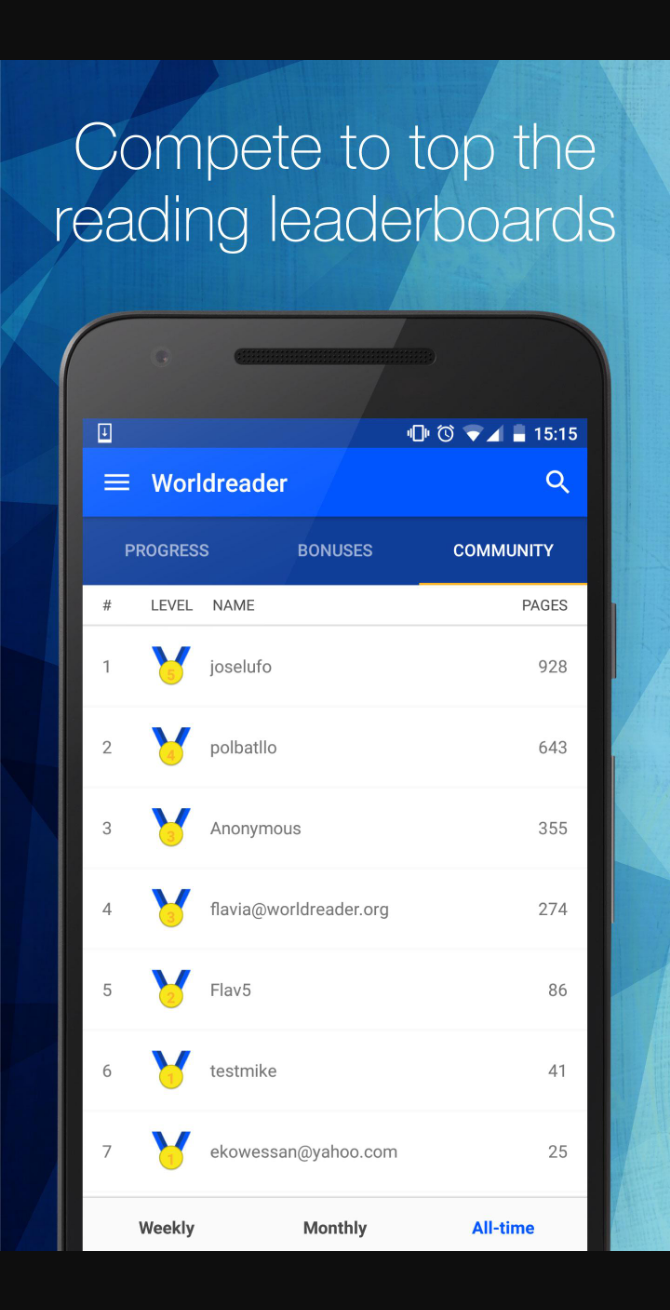 Compete to top the
reading leaderboards
15:15
Worldreader
PROGRESS BONUSES COMMUNITY
# LEVEL NAME PAGES
1 5 joselufo 928
2 4 polbatllo 643
3 3 Anonymous 355
4 3 flavia@worldreader.org 274
5 2 Flav5 86
6 1 testmike 41
7 1 ekowessan@yahoo.com 25
Weekly Monthly All-time